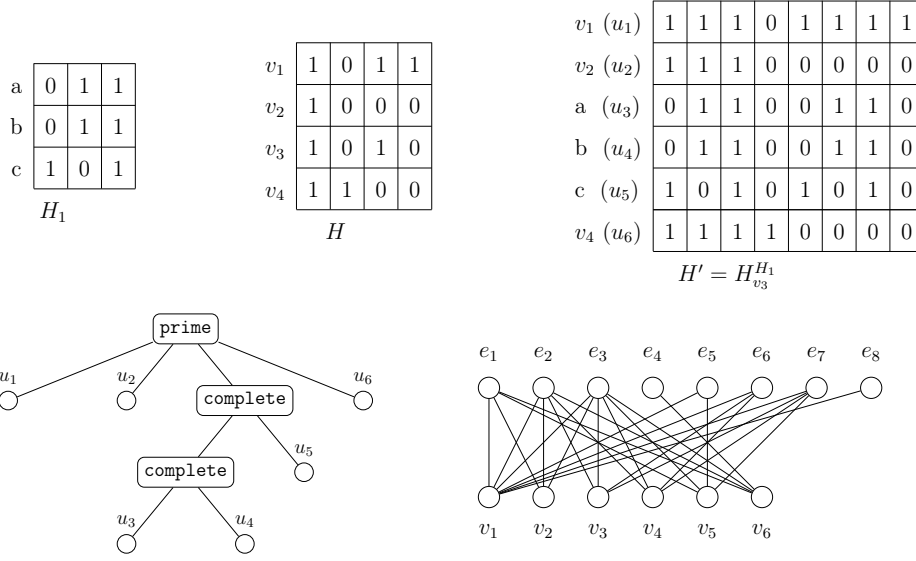 a 0 1 1
b 0 1 1
c 1 0 1
H₁
v₁ 1 0 1 1
v₂ 1 0 0 0
v₃ 1 0 1 0
v₄ 1 1 0 0
H
v₁ (u₁) 1 1 1 0 1 1 1 1
v₂ (u₂) 1 1 1 0 0 0 0 0
a (u₃) 0 1 1 0 0 1 1 0
b (u₄) 0 1 1 0 0 1 1 0
c (u₅) 1 0 1 0 1 0 1 0
v₄ (u₆) 1 1 1 1 0 0 0 0
H′ = H_{v₃}^{H₁}
prime
u₁ u₂ u₆
complete
u₅
complete
u₃ u₄
e₁ e₂ e₃ e₄ e₅ e₆ e₇ e₈
v₁ v₂ v₃ v₄ v₅ v₆